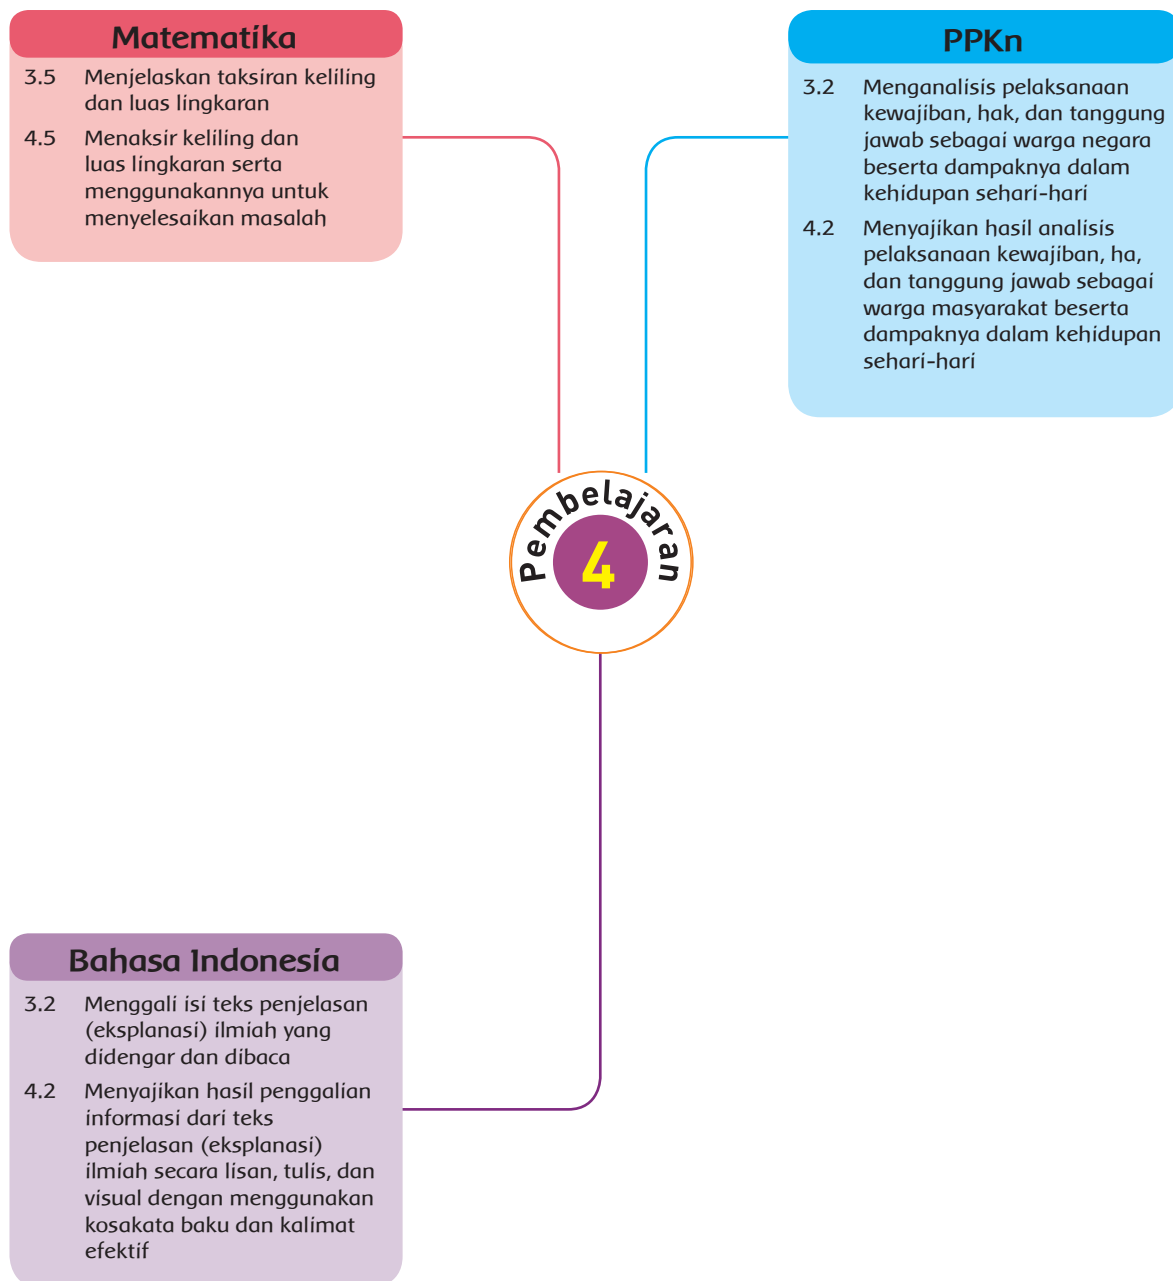 Matematika
3.5 Menjelaskan taksiran keliling
dan luas lingkaran
4.5 Menaksir keliling dan
luas lingkaran serta
menggunakannya untuk
menyelesaikan masalah
PPKn
3.2 Menganalisis pelaksanaan
kewajiban, hak, dan tanggung
jawab sebagai warga negara
beserta dampaknya dalam
kehidupan sehari-hari
4.2 Menyajikan hasil analisis
pelaksanaan kewajiban, ha,
dan tanggung jawab sebagai
warga masyarakat beserta
dampaknya dalam kehidupan
sehari-hari
Pembelajaran
4
Bahasa Indonesia
3.2 Menggali isi teks penjelasan
(eksplanasi) ilmiah yang
didengar dan dibaca
4.2 Menyajikan hasil penggalian
informasi dari teks
penjelasan (eksplanasi)
ilmiah secara lisan, tulis, dan
visual dengan menggunakan
kosakata baku dan kalimat
efektif